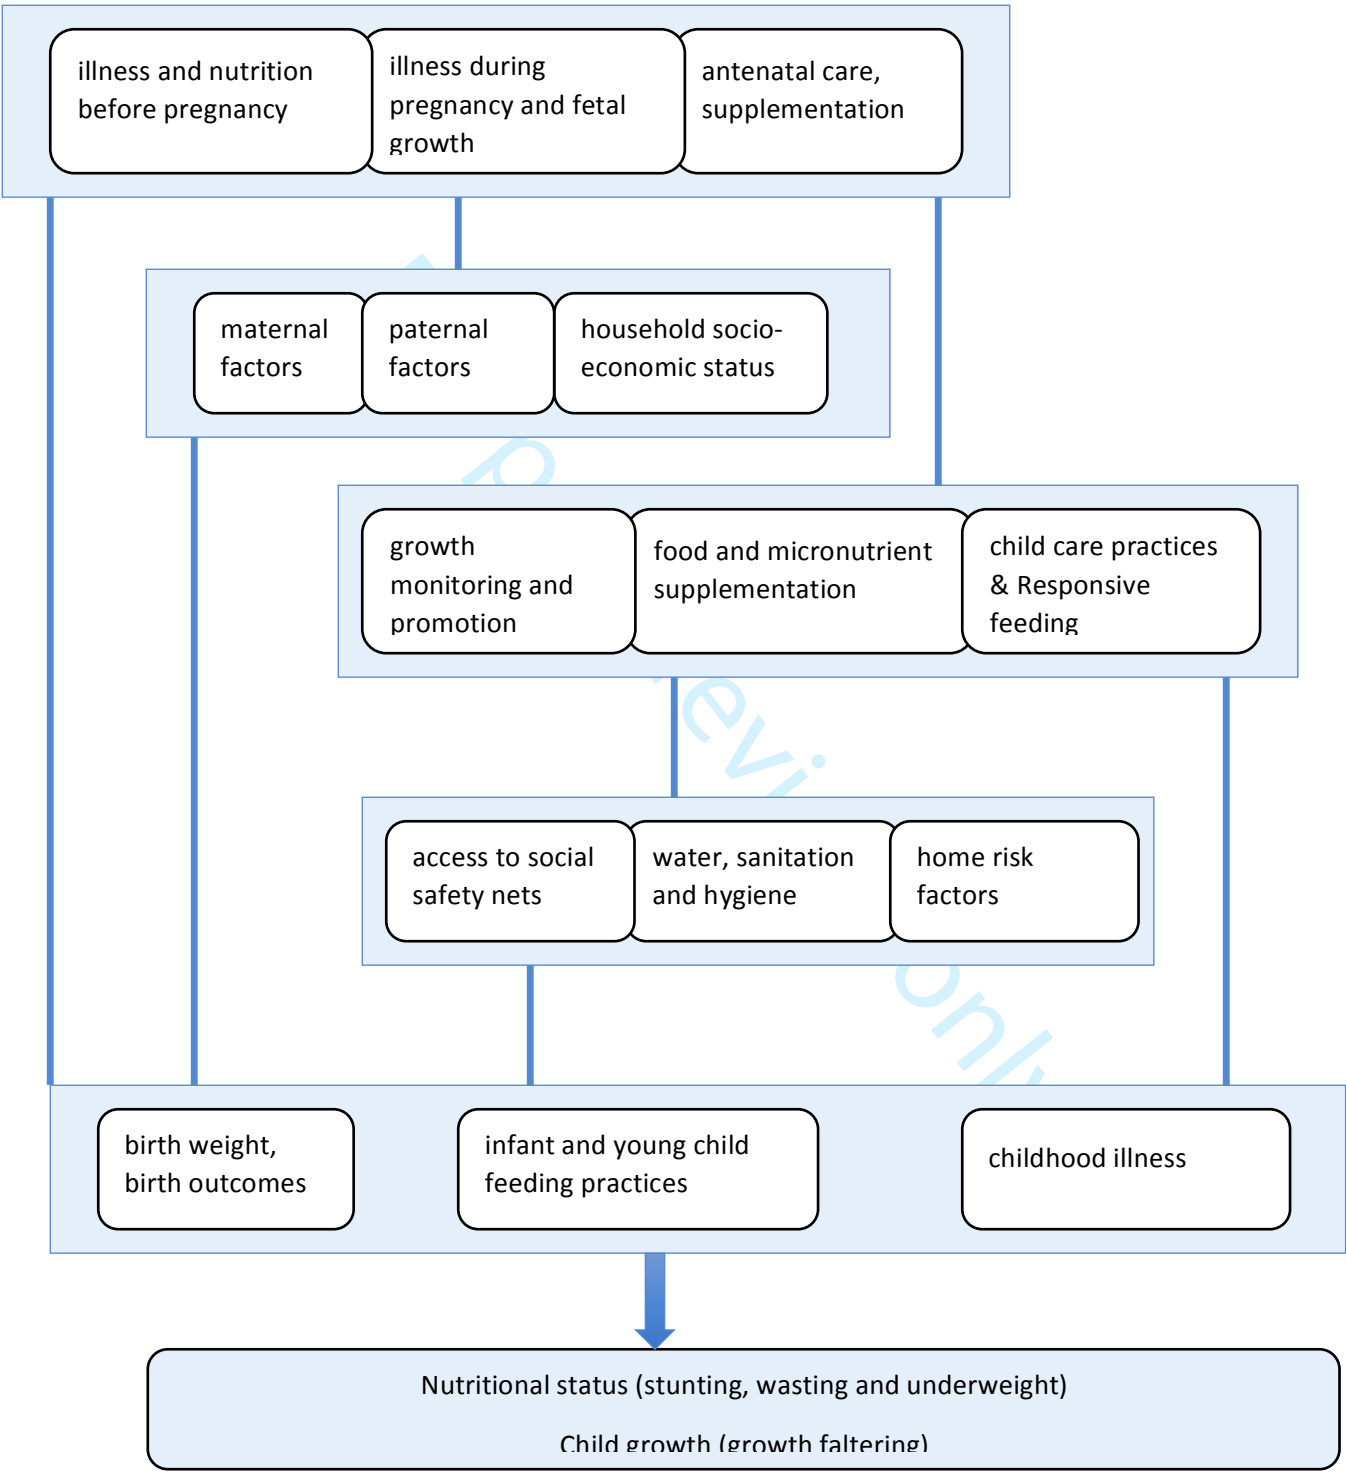 illness and nutrition
before pregnancy
illness during
pregnancy and fetal
growth
antenatal care,
supplementation
maternal
factors
paternal
factors
household socio-
economic status
growth
monitoring and
promotion
food and micronutrient
supplementation
child care practices
& Responsive
feeding
access to social
safety nets
water, sanitation
and hygiene
home risk
factors
birth weight,
birth outcomes
infant and young child
feeding practices
childhood illness
Nutritional status (stunting, wasting and underweight)
Child growth (growth faltering)
only